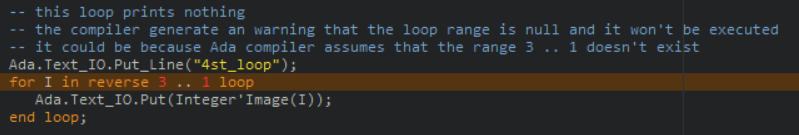 -- this loop prints nothing
-- the compiler generate an warning that the loop range is null and it won't be executed
-- it could be because Ada compiler assumes that the range 3 .. 1 doesn't exist
Ada.Text_IO.Put_Line("4st_loop");
for I in reverse 3 .. 1 loop
   Ada.Text_IO.Put(Integer'Image(I));
end loop;